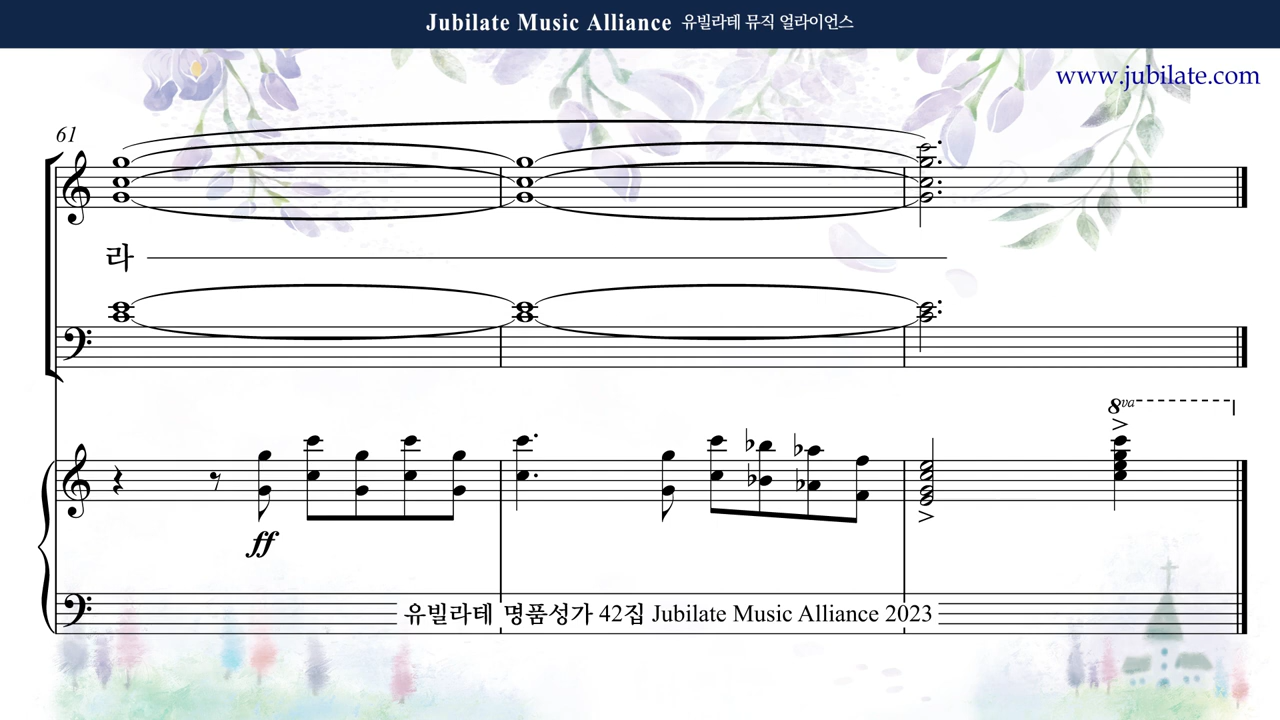 Jubilate Music Alliance 유빌라테 뮤직 얼라이언스
www.jubilate.com
61
라
8va
ff
유빌라테 명품성가 42집 Jubilate Music Alliance 2023